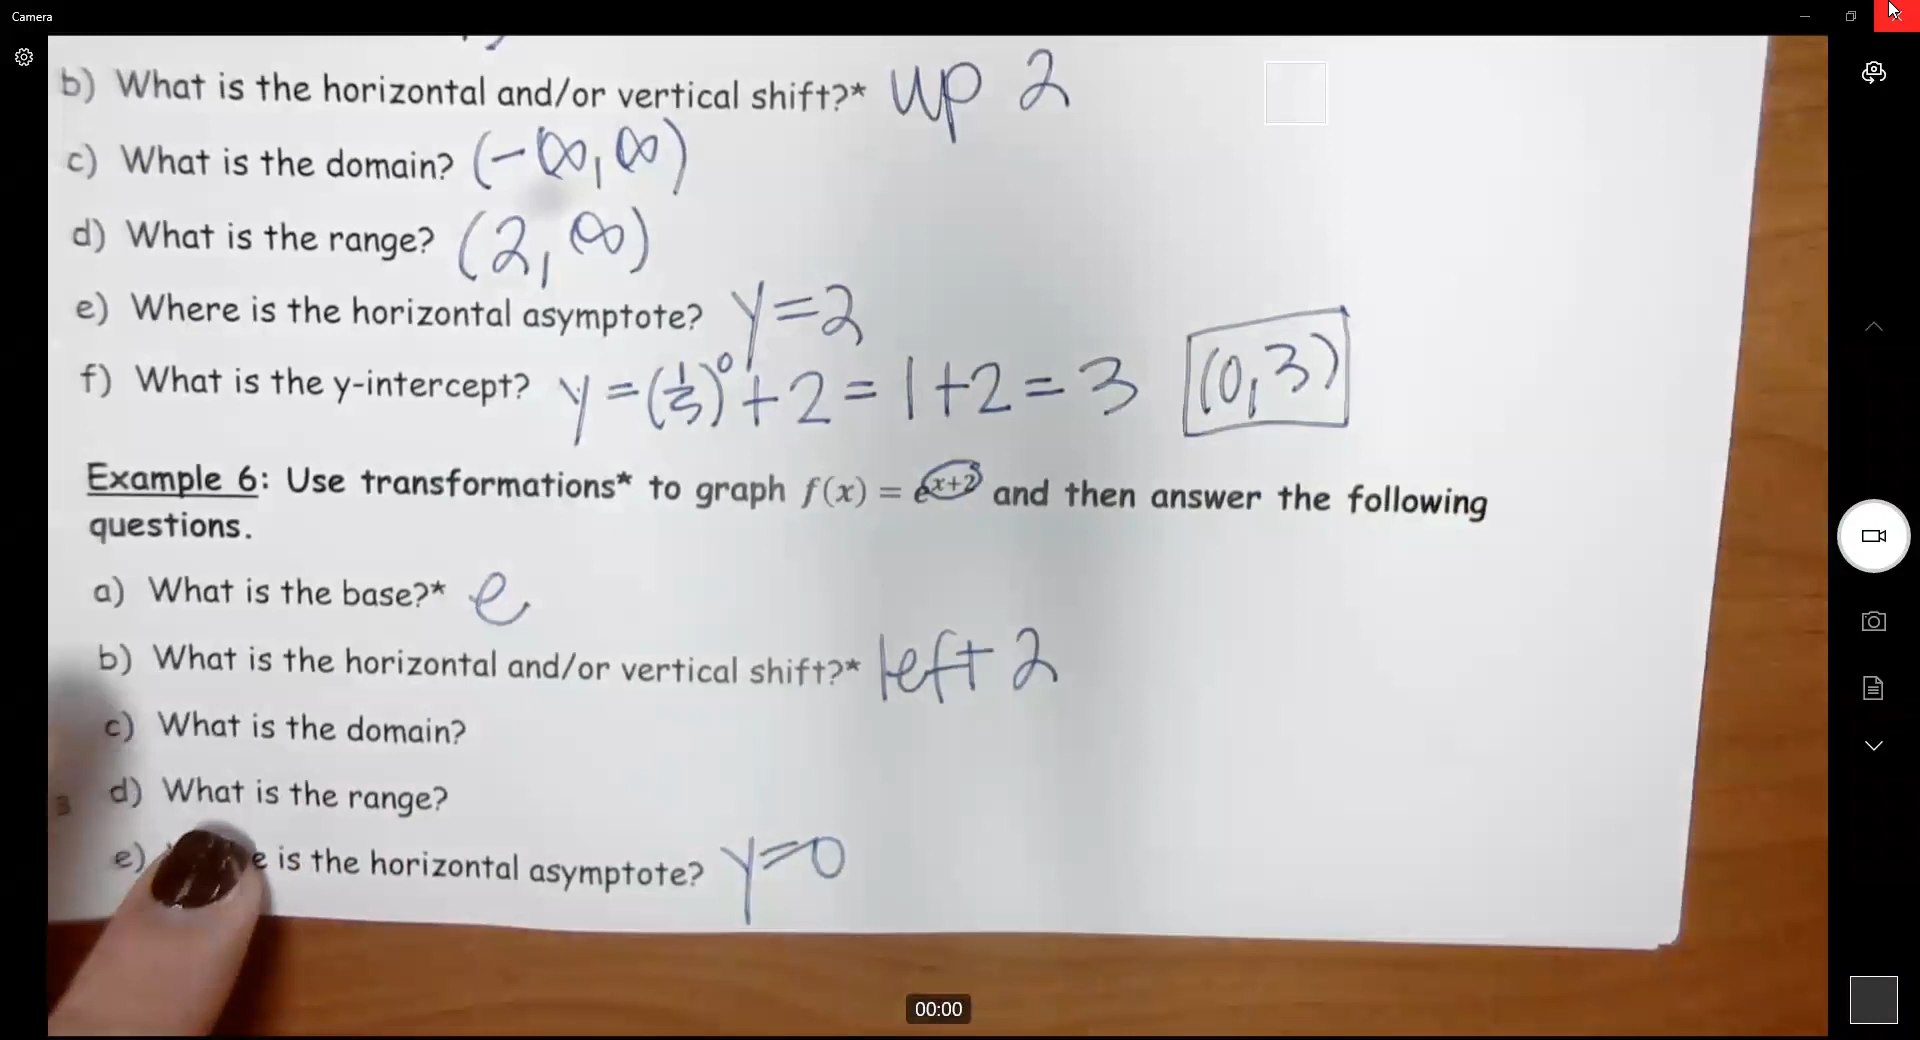 Camera
b) What is the horizontal and/or vertical shift?* up 2
c) What is the domain? (-∞, ∞)
d) What is the range? (2, ∞)
e) Where is the horizontal asymptote? y=2
f) What is the y-intercept? y = (1/3)^0 + 2 = 1+2 = 3 (0,3)
Example 6: Use transformations* to graph f(x) = e^(x+2) and then answer the following
questions.
a) What is the base?* e
b) What is the horizontal and/or vertical shift?* left 2
c) What is the domain?
d) What is the range?
e) is the horizontal asymptote? y=0
00:00